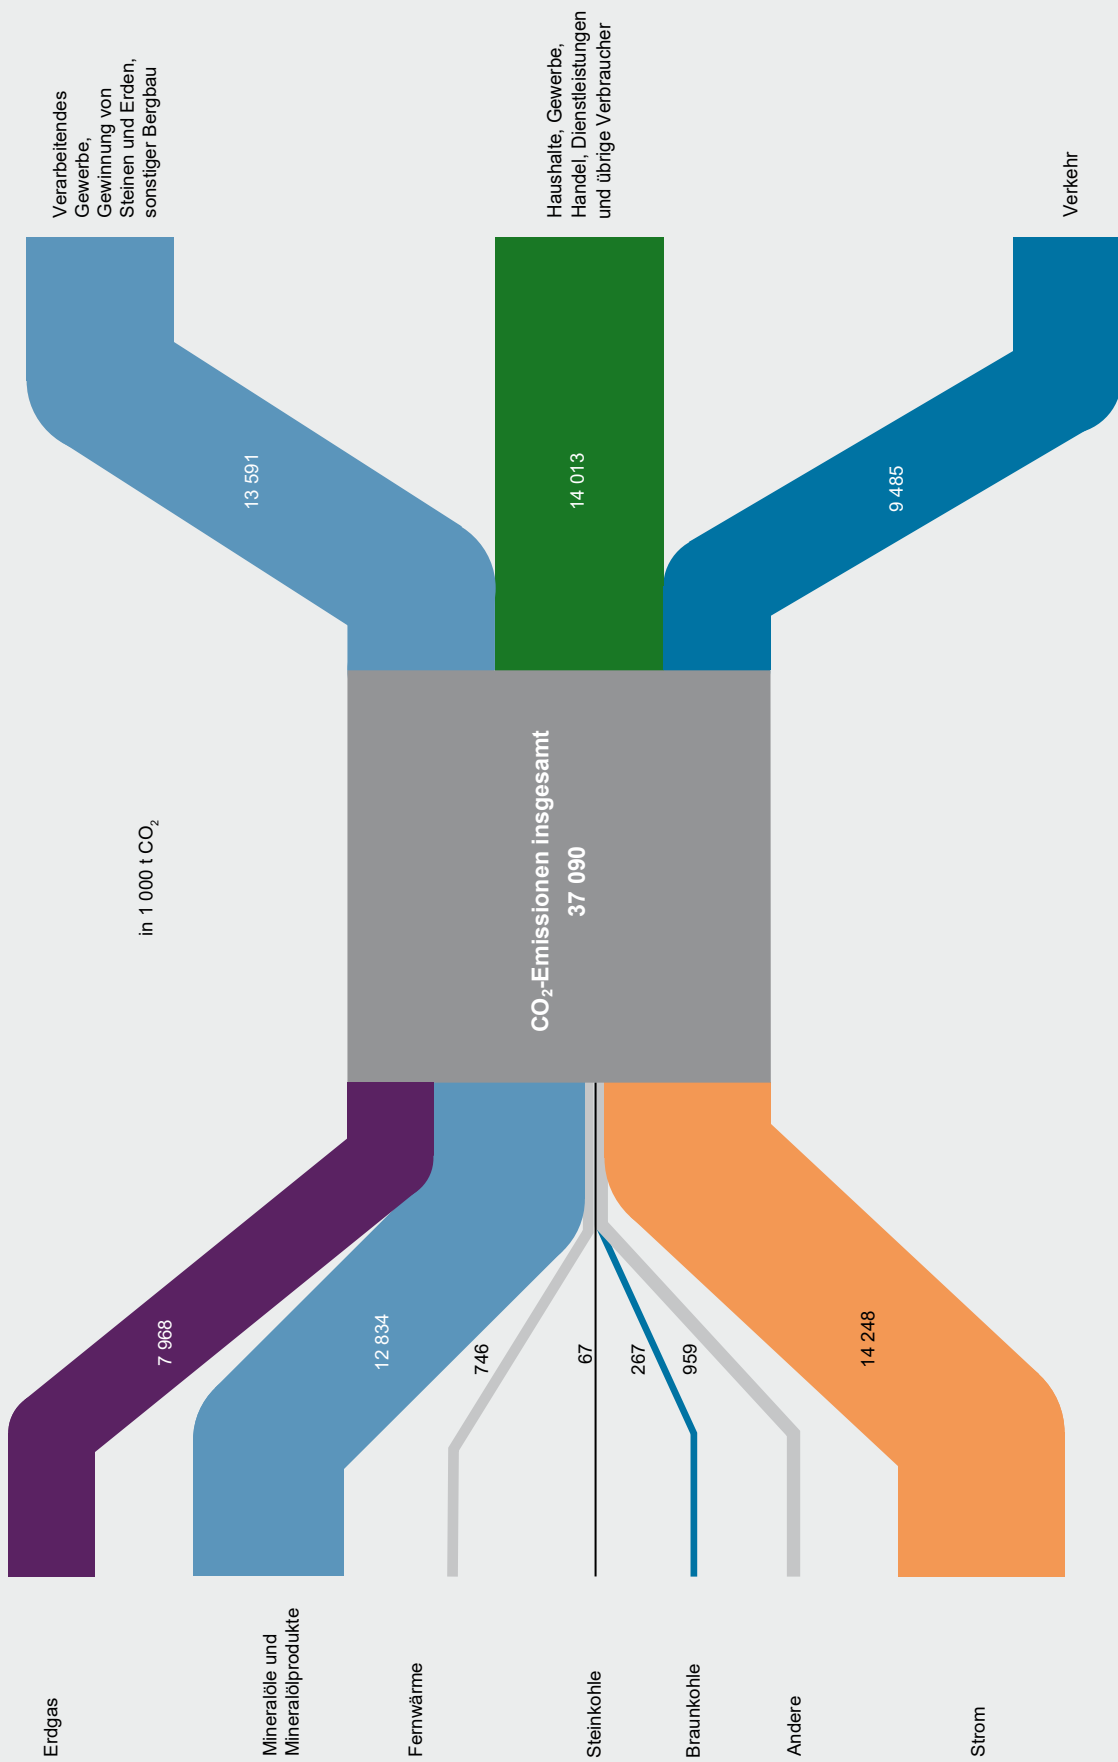 in 1 000 t CO₂
Erdgas
Mineralöle und
Mineralölprodukte
Fernwärme
Steinkohle
Braunkohle
Andere
Strom
7 968
12 834
746
67
267
959
14 248
CO₂-Emissionen insgesamt
37 090
13 591
14 013
9 485
Verarbeitendes
Gewerbe,
Gewinnung von
Steinen und Erden,
sonstiger Bergbau
Haushalte, Gewerbe,
Handel, Dienstleistungen
und übrige Verbraucher
Verkehr